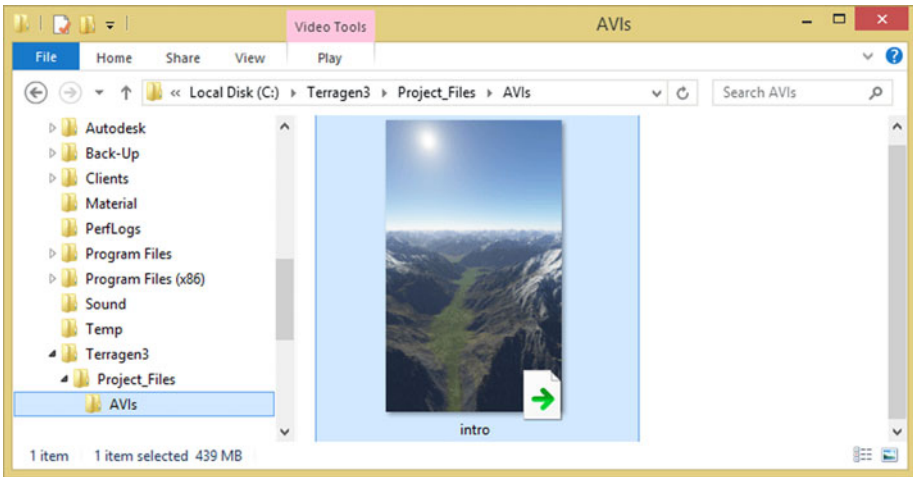 Video Tools
AVIs
File Home Share View Play
« Local Disk (C:) Terragen3 Project_Files AVIs
Search AVIs
Autodesk
Back-Up
Clients
Material
PerfLogs
Program Files
Program Files (x86)
Sound
Temp
Terragen3
Project_Files
AVIs
intro
1 item 1 item selected 439 MB